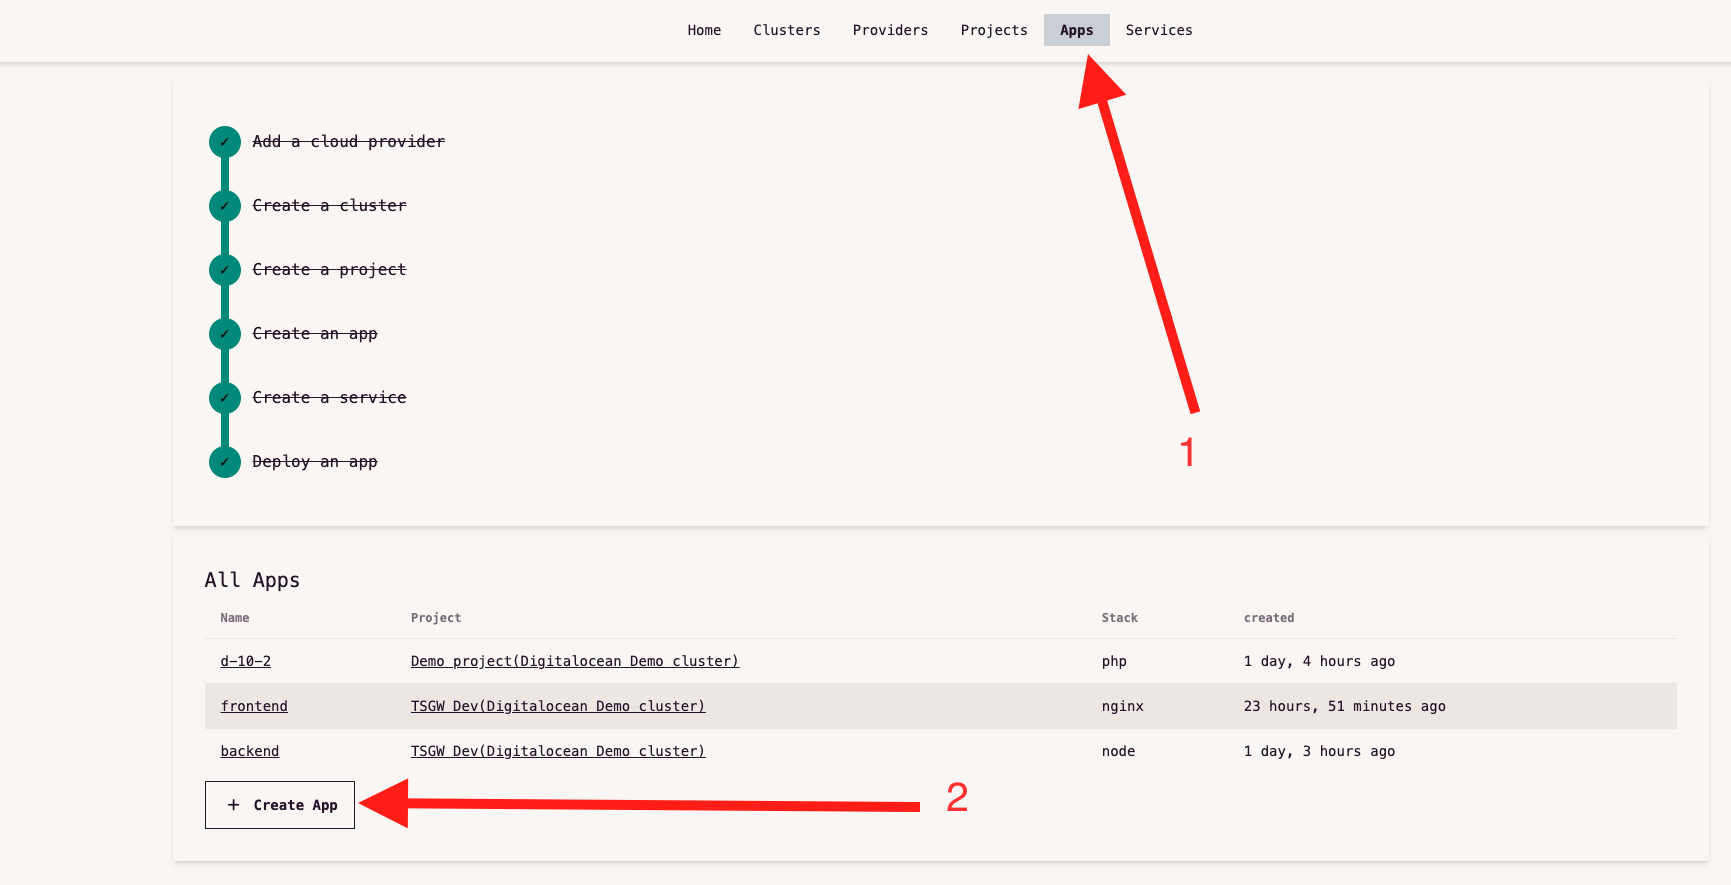 Home Clusters Providers Projects Apps Services
✓ Add a cloud provider
✓ Create a cluster
✓ Create a project
✓ Create an app
✓ Create a service
1
✓ Deploy an app
All Apps
Name Project Stack created
d-10-2 Demo project(Digitalocean Demo cluster) php 1 day, 4 hours ago
frontend TSGW Dev(Digitalocean Demo cluster) nginx 23 hours, 51 minutes ago
backend TSGW Dev(Digitalocean Demo cluster) node 1 day, 3 hours ago
+ Create App 2